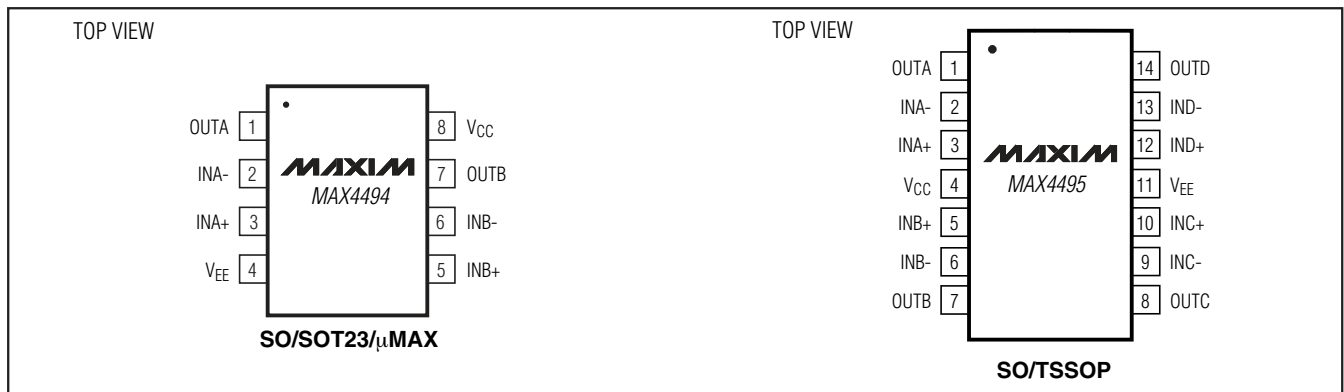 TOP VIEW
OUTA 1
INA- 2
INA+ 3
VEE 4
8 VCC
7 OUTB
6 INB-
5 INB+
MAXIM
MAX4494
SO/SOT23/μMAX
TOP VIEW
OUTA 1
INA- 2
INA+ 3
VCC 4
INB+ 5
INB- 6
OUTB 7
14 OUTD
13 IND-
12 IND+
11 VEE
10 INC+
9 INC-
8 OUTC
MAXIM
MAX4495
SO/TSSOP